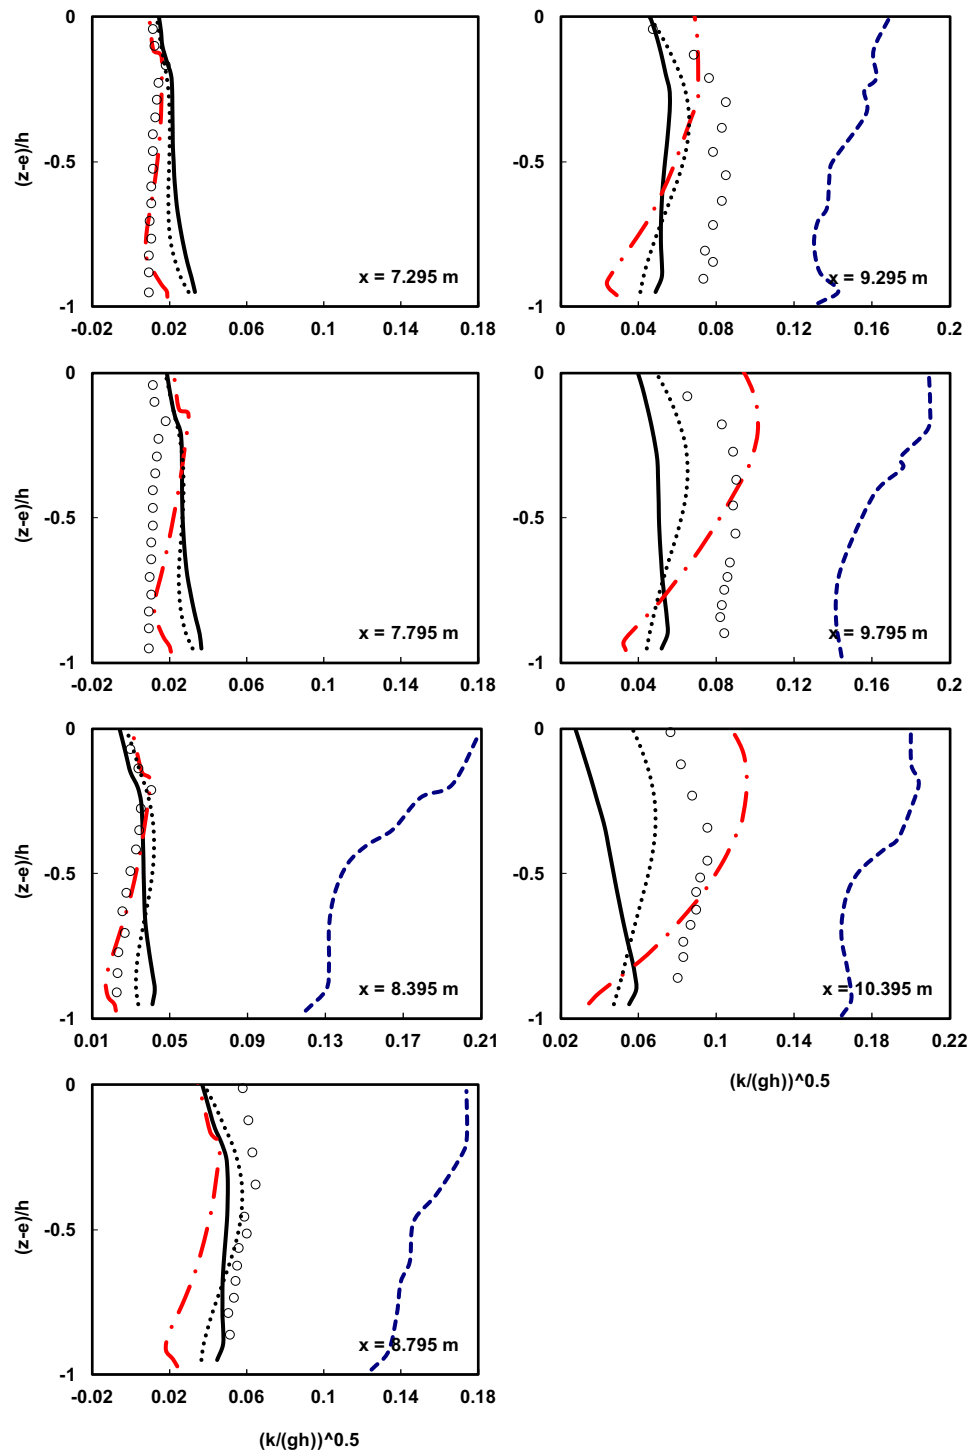 0
-0.5
-1
(z-e)/h
x = 7.295 m
-0.02 0.02 0.06 0.1 0.14 0.18
0
-0.5
-1
x = 9.295 m
0 0.04 0.08 0.12 0.16 0.2
0
-0.5
-1
(z-e)/h
x = 7.795 m
-0.02 0.02 0.06 0.1 0.14 0.18
0
-0.5
-1
x = 9.795 m
0 0.04 0.08 0.12 0.16 0.2
0
-0.5
-1
(z-e)/h
x = 8.395 m
0.01 0.05 0.09 0.13 0.17 0.21
0
-0.5
-1
x = 10.395 m
0.02 0.06 0.1 0.14 0.18 0.22
(k/(gh))^0.5
0
-0.5
-1
(z-e)/h
x = 8.795 m
-0.02 0.02 0.06 0.1 0.14 0.18
(k/(gh))^0.5